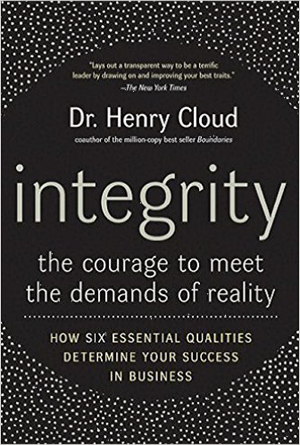 "Lays out a transparent way to be a terrific
leader by drawing on and improving your best traits."
—The New York Times
Dr. Henry Cloud
coauthor of the million-copy best seller Boundaries
integrity
the courage to meet
the demands of reality
HOW SIX ESSENTIAL QUALITIES
DETERMINE YOUR SUCCESS
IN BUSINESS